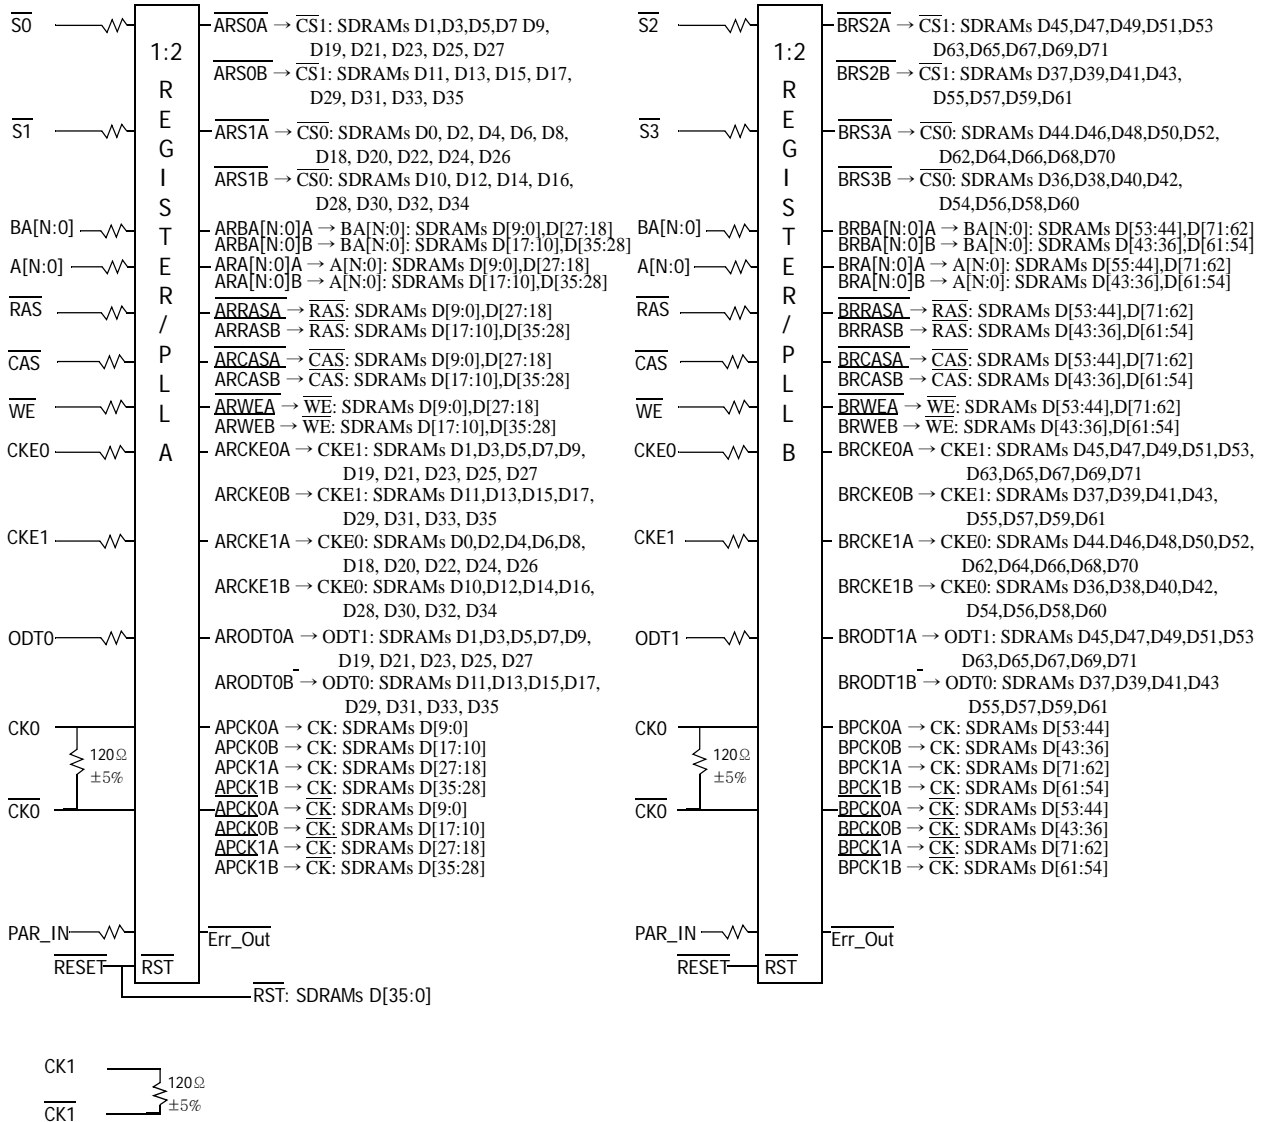 S0
ARS0A → CS1: SDRAMs D1,D3,D5,D7 D9,
D19, D21, D23, D25, D27
ARS0B → CS1: SDRAMs D11, D13, D15, D17,
D29, D31, D33, D35
S1
ARS1A → CS0: SDRAMs D0, D2, D4, D6, D8,
D18, D20, D22, D24, D26
ARS1B → CS0: SDRAMs D10, D12, D14, D16,
D28, D30, D32, D34
BA[N:0]
ARBA[N:0]A → BA[N:0]: SDRAMs D[9:0],D[27:18]
ARBA[N:0]B → BA[N:0]: SDRAMs D[17:10],D[35:28]
A[N:0]
ARA[N:0]A → A[N:0]: SDRAMs D[9:0],D[27:18]
ARA[N:0]B → A[N:0]: SDRAMs D[17:10],D[35:28]
RAS
ARRASA → RAS: SDRAMs D[9:0],D[27:18]
ARRASB → RAS: SDRAMs D[17:10],D[35:28]
CAS
ARCASA → CAS: SDRAMs D[9:0],D[27:18]
ARCASB → CAS: SDRAMs D[17:10],D[35:28]
WE
ARWEA → WE: SDRAMs D[9:0],D[27:18]
ARWEB → WE: SDRAMs D[17:10],D[35:28]
CKE0
ARCKE0A → CKE1: SDRAMs D1,D3,D5,D7,D9,
D19, D21, D23, D25, D27
ARCKE0B → CKE1: SDRAMs D11,D13,D15,D17,
D29, D31, D33, D35
CKE1
ARCKE1A → CKE0: SDRAMs D0,D2,D4,D6,D8,
D18, D20, D22, D24, D26
ARCKE1B → CKE0: SDRAMs D10,D12,D14,D16,
D28, D30, D32, D34
ODT0
ARODT0A → ODT1: SDRAMs D1,D3,D5,D7,D9,
D19, D21, D23, D25, D27
ARODT0B → ODT0: SDRAMs D11,D13,D15,D17,
D29, D31, D33, D35
CK0
120Ω
±5%
CK0
APCK0A → CK: SDRAMs D[9:0]
APCK0B → CK: SDRAMs D[17:10]
APCK1A → CK: SDRAMs D[27:18]
APCK1B → CK: SDRAMs D[35:28]
APCK0A → CK: SDRAMs D[9:0]
APCK0B → CK: SDRAMs D[17:10]
APCK1A → CK: SDRAMs D[27:18]
APCK1B → CK: SDRAMs D[35:28]
PAR_IN
Err_Out
RESET
RST
RST: SDRAMs D[35:0]
1:2
REGISTER/PLL
A
S2
BRS2A → CS1: SDRAMs D45,D47,D49,D51,D53
D63,D65,D67,D69,D71
BRS2B → CS1: SDRAMs D37,D39,D41,D43,
D55,D57,D59,D61
S3
BRS3A → CS0: SDRAMs D44.D46,D48,D50,D52,
D62,D64,D66,D68,D70
BRS3B → CS0: SDRAMs D36,D38,D40,D42,
D54,D56,D58,D60
BA[N:0]
BRBA[N:0]A → BA[N:0]: SDRAMs D[53:44],D[71:62]
BRBA[N:0]B → BA[N:0]: SDRAMs D[43:36],D[61:54]
A[N:0]
BRA[N:0]A → A[N:0]: SDRAMs D[55:44],D[71:62]
BRA[N:0]B → A[N:0]: SDRAMs D[43:36],D[61:54]
RAS
BRRASA → RAS: SDRAMs D[53:44],D[71:62]
BRRASB → RAS: SDRAMs D[43:36],D[61:54]
CAS
BRCASA → CAS: SDRAMs D[53:44],D[71:62]
BRCASB → CAS: SDRAMs D[43:36],D[61:54]
WE
BRWEA → WE: SDRAMs D[53:44],D[71:62]
BRWEB → WE: SDRAMs D[43:36],D[61:54]
CKE0
BRCKE0A → CKE1: SDRAMs D45,D47,D49,D51,D53,
D63,D65,D67,D69,D71
BRCKE0B → CKE1: SDRAMs D37,D39,D41,D43,
D55,D57,D59,D61
CKE1
BRCKE1A → CKE0: SDRAMs D44.D46,D48,D50,D52,
D62,D64,D66,D68,D70
BRCKE1B → CKE0: SDRAMs D36,D38,D40,D42,
D54,D56,D58,D60
ODT1
BRODT1A → ODT1: SDRAMs D45,D47,D49,D51,D53
D63,D65,D67,D69,D71
BRODT1B → ODT0: SDRAMs D37,D39,D41,D43
D55,D57,D59,D61
CK0
120Ω
±5%
CK0
BPCK0A → CK: SDRAMs D[53:44]
BPCK0B → CK: SDRAMs D[43:36]
BPCK1A → CK: SDRAMs D[71:62]
BPCK1B → CK: SDRAMs D[61:54]
BPCK0A → CK: SDRAMs D[53:44]
BPCK0B → CK: SDRAMs D[43:36]
BPCK1A → CK: SDRAMs D[71:62]
BPCK1B → CK: SDRAMs D[61:54]
PAR_IN
Err_Out
RESET
RST
1:2
REGISTER/PLL
B
CK1
120Ω
±5%
CK1